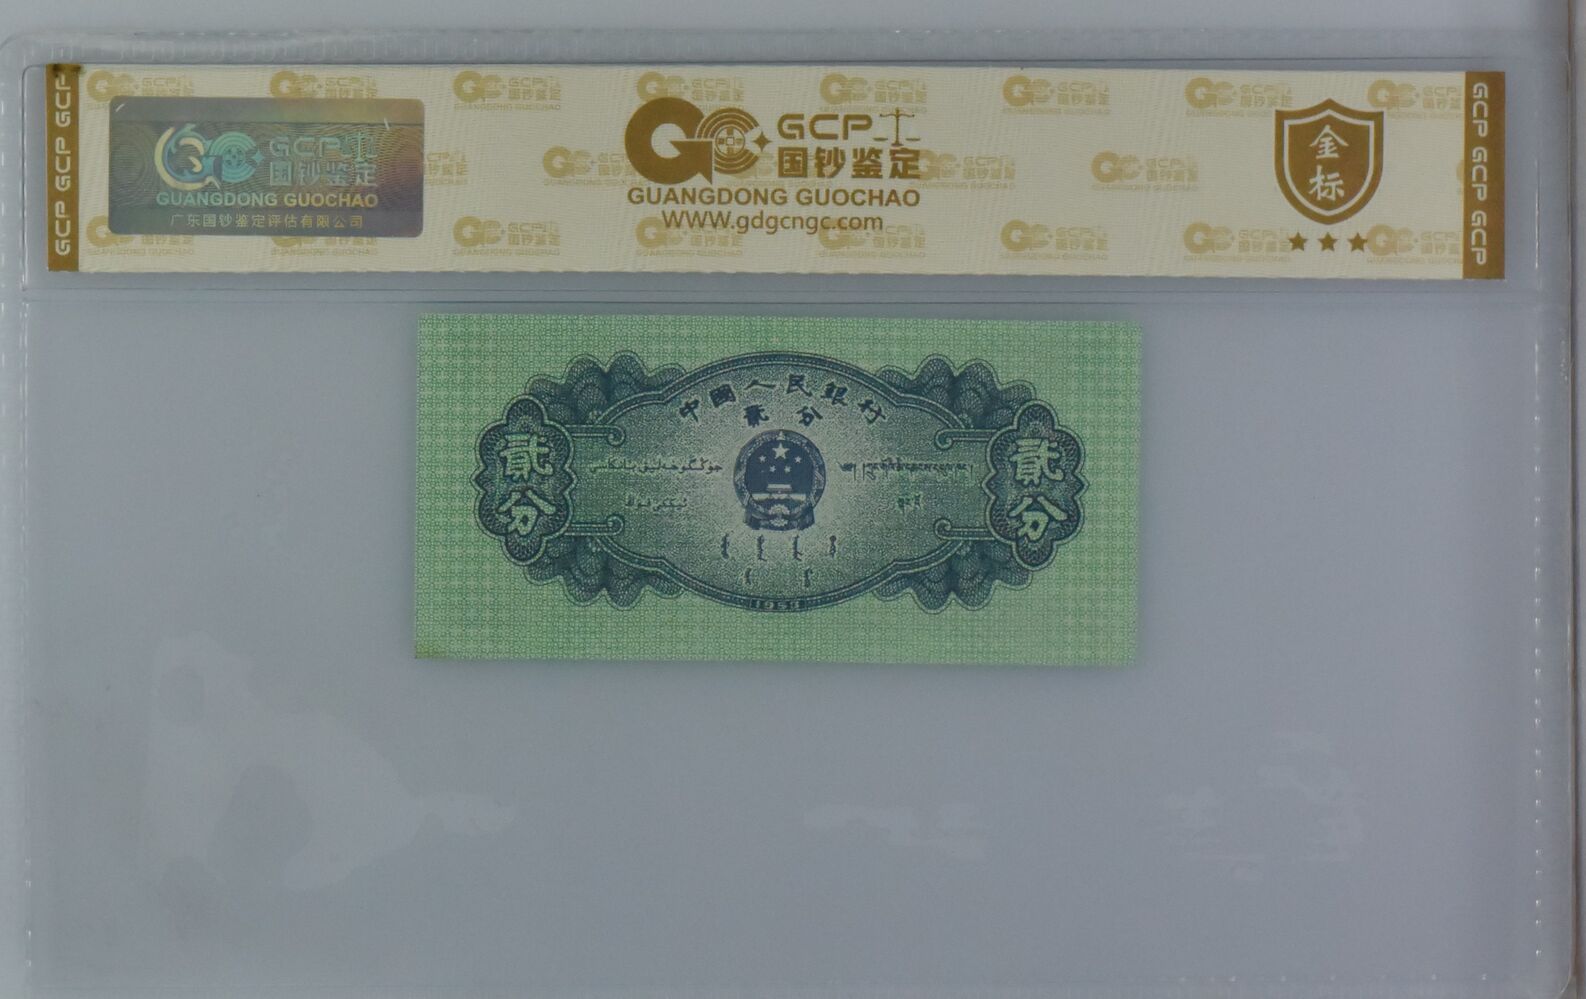 GCP GCP GCP
GCP
国钞鉴定
GUANGDONG GUOCHAO
广东国钞鉴定评估有限公司
GCP
国钞鉴定
GUANGDONG GUOCHAO
WWW.gdgcngc.com
金标
GCP GCP GCP
中國人民銀行
貳分
貳分
貳分
1953